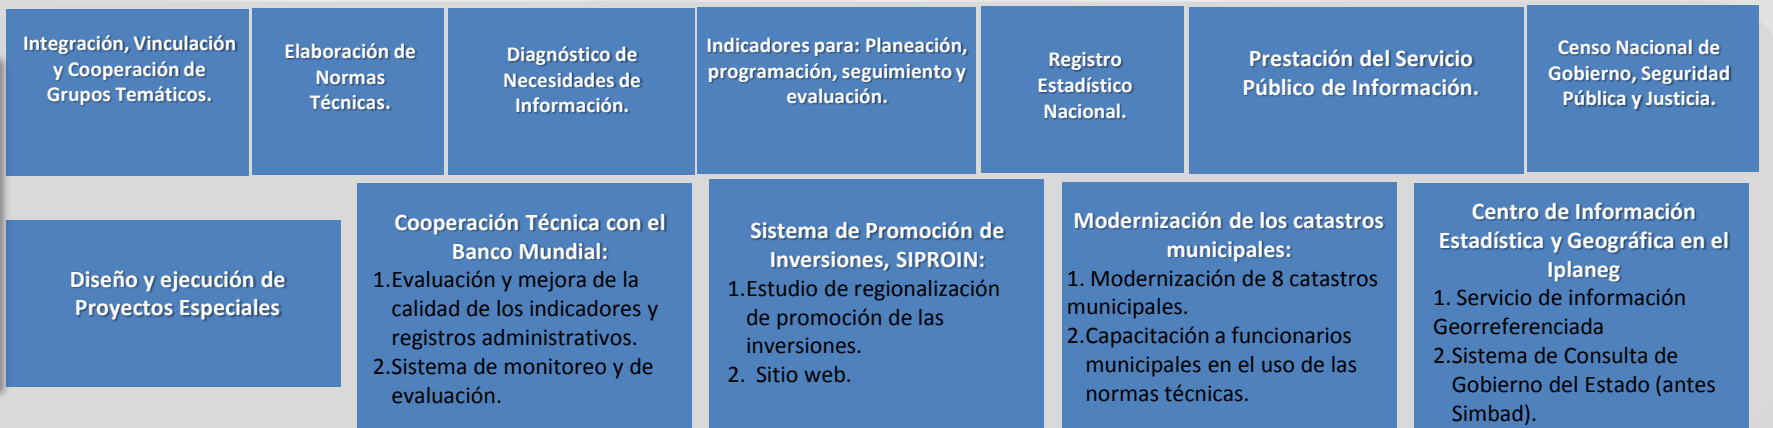 Integración, Vinculación
y Cooperación de
Grupos Temáticos.
Elaboración de
Normas
Técnicas.
Diagnóstico de
Necesidades de
Información.
Indicadores para: Planeación,
programación, seguimiento y
evaluación.
Registro
Estadístico
Nacional.
Prestación del Servicio
Público de Información.
Censo Nacional de
Gobierno, Seguridad
Pública y Justicia.
Diseño y ejecución de
Proyectos Especiales
Cooperación Técnica con el
Banco Mundial:
1.Evaluación y mejora de la
calidad de los indicadores y
registros administrativos.
2.Sistema de monitoreo y de
evaluación.
Sistema de Promoción de
Inversiones, SIPROIN:
1.Estudio de regionalización
de promoción de las
inversiones.
2. Sitio web.
Modernización de los catastros
municipales:
1. Modernización de 8 catastros
municipales.
2.Capacitación a funcionarios
municipales en el uso de las
normas técnicas.
Centro de Información
Estadística y Geográfica en el
Iplaneg
1. Servicio de información
Georreferenciada
2.Sistema de Consulta de
Gobierno del Estado (antes
Simbad).